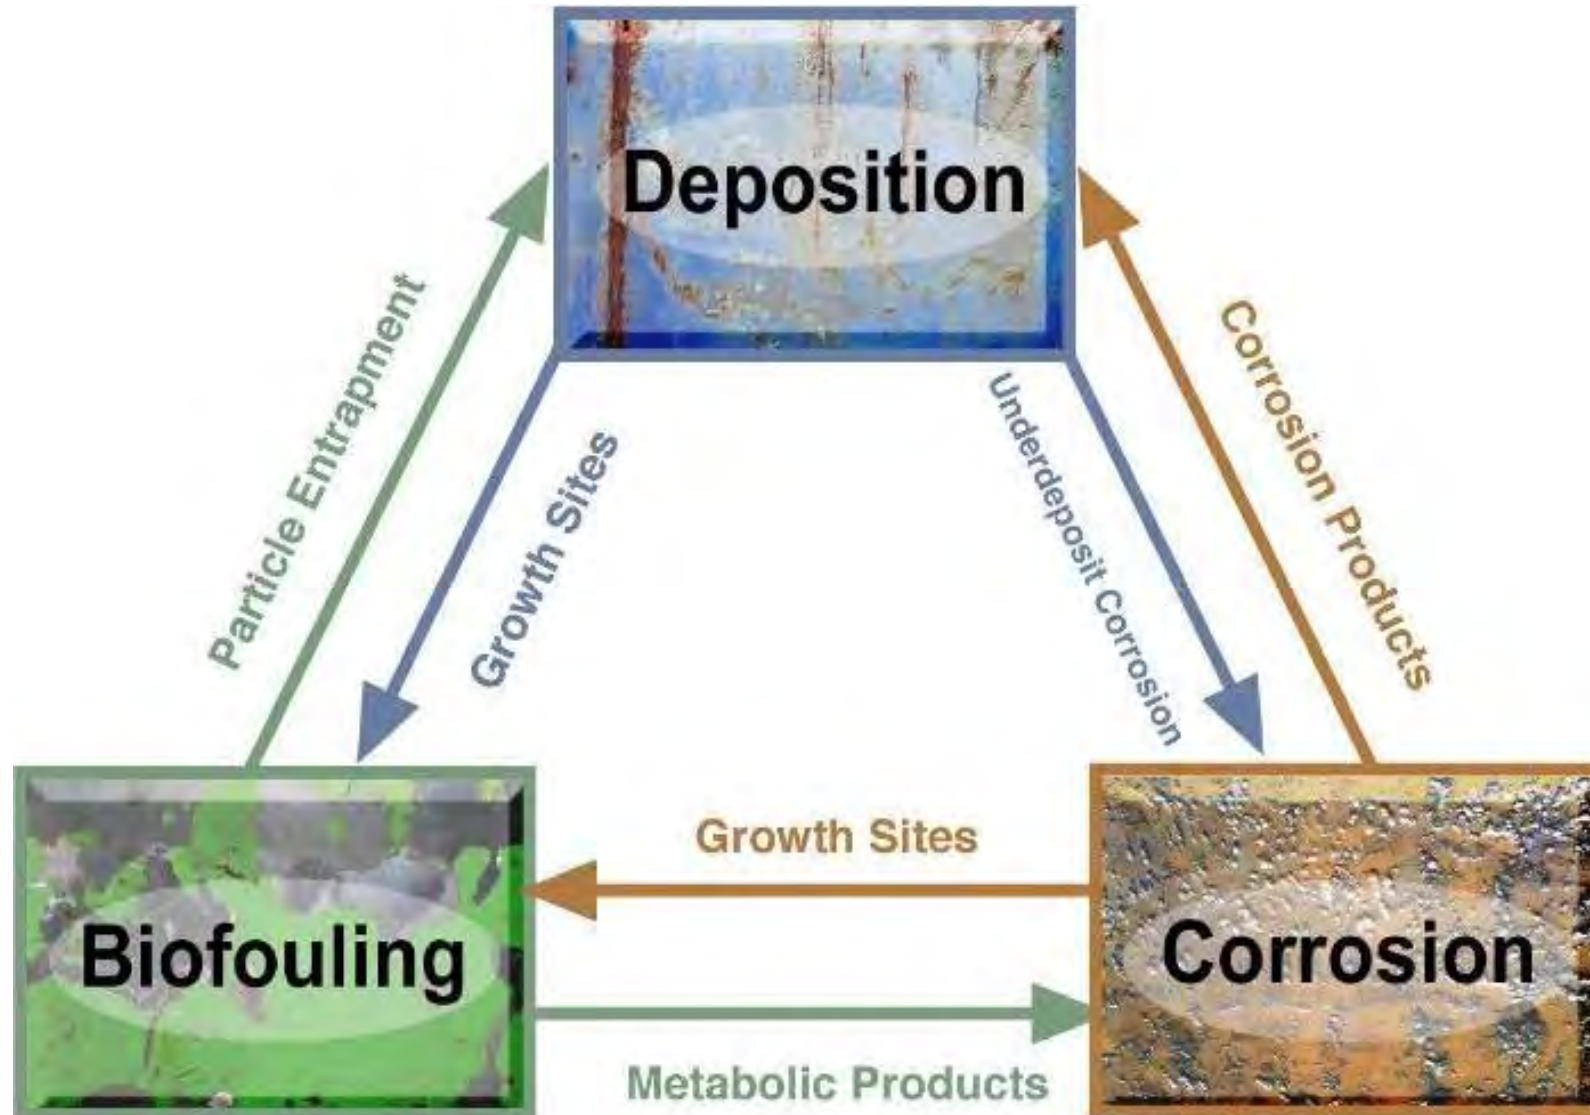 Deposition
Particle Entrapment
Growth Sites
Underdeposit Corrosion
Corrosion Products
Growth Sites
Biofouling
Corrosion
Metabolic Products